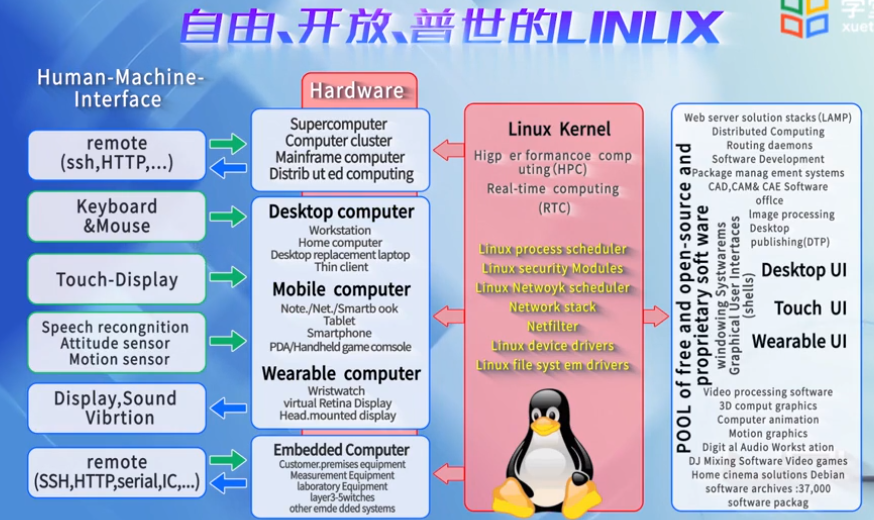 自由、开放、普世的LINLIX
xuet
Human-Machine-
Interface
remote
(ssh,HTTP,...)
Keyboard
&Mouse
Touch-Display
Speech recongnition
Attitude sensor
Motion sensor
Display,Sound
Vibrtion
remote
(SSH,HTTP,serial,IC,...)
Hardware
Supercomputer
Computer cluster
Mainframe computer
Distrib ut ed computing
Desktop computer
Workstation
Home computer
Desktop replacement laptop
Thin client
Mobile computer
Note./Net./Smartb ook
Tablet
Smartphone
PDA/Handheld game comsole
Wearable computer
Wristwatch
virtual Retina Display
Head.mounted display
Embedded Computer
Customer.premises equipment
Measurement Equipment
laboratory Equipment
layer3-5witches
other emde dded systems
Linux Kernel
Higp er formancoe comp
uting(HPC)
Real-time computing
(RTC)
Linux process scheduler
Linux security Modules
Linux Netwoyk scheduler
Network stack
Netfilter
Linux device drivers
Linux file syst em drivers
POOL of free and open-source and
proprietary soft ware
windowing Systwarems
Graphical User Intertaces
(shells)
Web server solution stacks(LAMP)
Distributed Computing
Routing daemons
Software Development
Package manag ement systems
CAD,CAM& CAE Software
office
lmage processing
Desktop
publishing(DTP)
Desktop UI
Touch UI
Wearable UI
Video processing software
3D comput graphics
Computer animation
Motion graphics
Digit al Audio Workst ation
DJ Mixing Software Video games
Home cinema solutions Debian
software archives :37,000
software packag